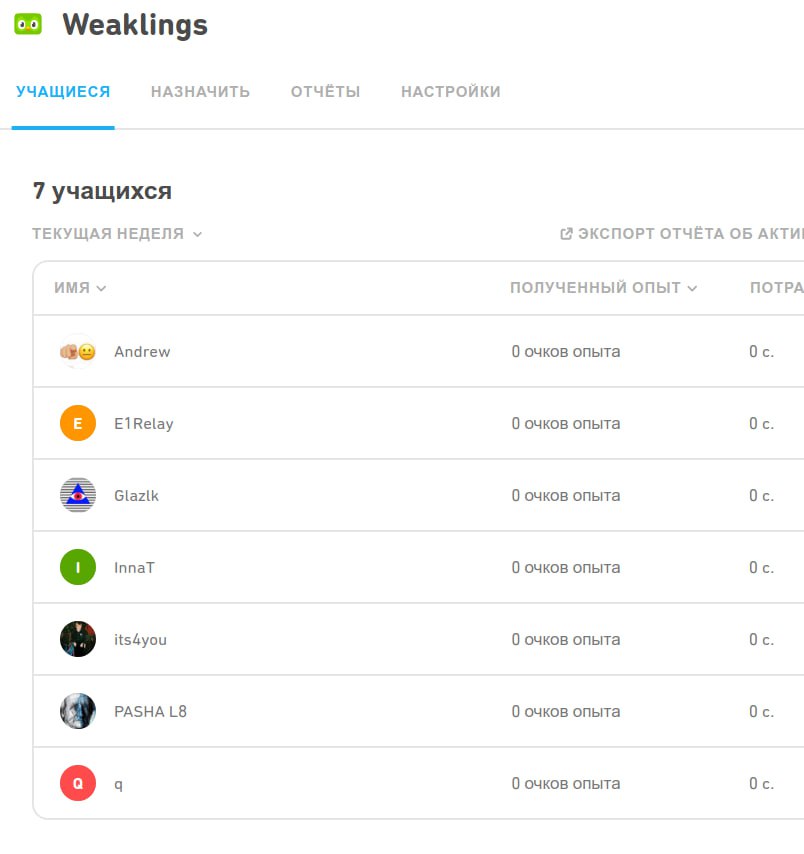 Weaklings
УЧАЩИЕСЯ НАЗНАЧИТЬ ОТЧЁТЫ НАСТРОЙКИ
7 учащихся
ТЕКУЩАЯ НЕДЕЛЯ ЭКСПОРТ ОТЧЁТА ОБ АКТИ
ИМЯ ПОЛУЧЕННЫЙ ОПЫТ ПОТРА
Andrew 0 очков опыта 0 с.
E E1Relay 0 очков опыта 0 с.
Glazlk 0 очков опыта 0 с.
I InnaT 0 очков опыта 0 с.
its4you 0 очков опыта 0 с.
PASHA L8 0 очков опыта 0 с.
Q q 0 очков опыта 0 с.